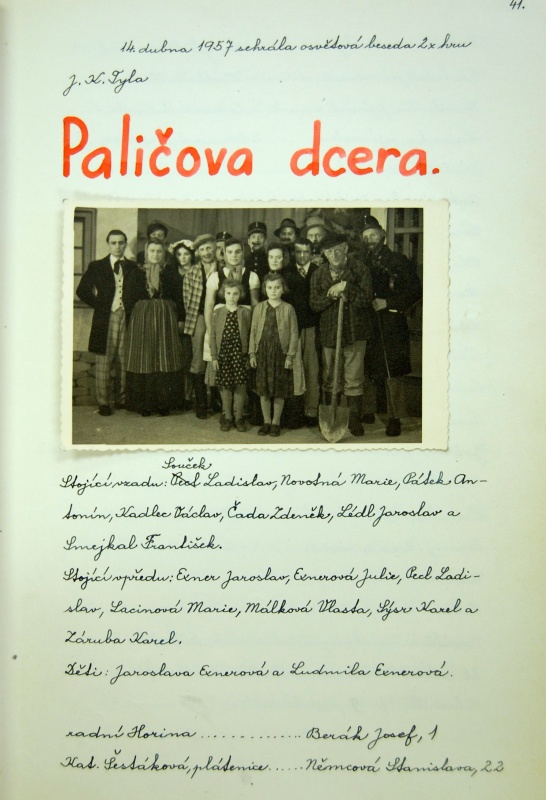 41.
14. dubna 1957 sehrála osvětová beseda 2x hru
J. K. Tyla
Paličova dcera.
Souček
Stojící vzadu: Pecl Ladislav, Novotná Marie, Pátek An-
tonín, Kadlec Václav, Čada Zdeněk, Lédl Jaroslav a
Smejkal František.
Stojící vpředu: Exner Jaroslav, Exnerová Julie, Pecl Ladi-
slav, Lacinová Marie, Málková Vlasta, Sýsr Karel a
Záruba Karel.
Děti: Jaroslava Exnerová a Ludmila Exnerová.
radní Horina .............. Berák Josef, 1
Kat. Šestáková, plátenice ..... Němcová Stanislava, 22